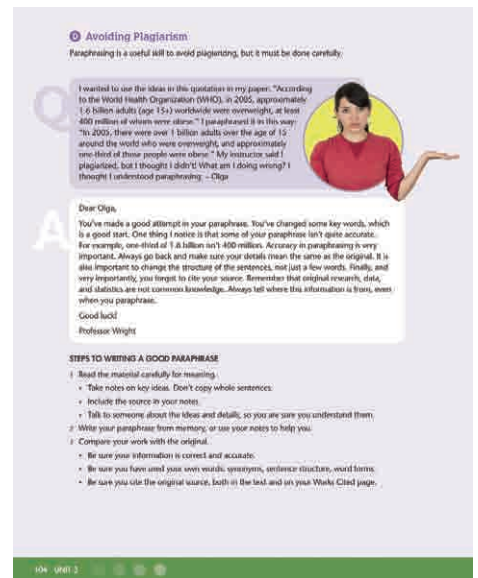 D Avoiding Plagiarism
Paraphrasing is a useful skill to avoid plagiarizing, but it must be done carefully.
Q
I wanted to use the ideas in this quotation in my paper: "According
to the World Health Organization (WHO), in 2005, approximately
1.6 billion adults (age 15+) worldwide were overweight, at least
400 million of whom were obese." I paraphrased it in this way:
"In 2005, there were over 1 billion adults over the age of 15
around the world who were overweight, and approximately
one-third of those people were obese." My instructor said I
plagiarized, but I thought I didn't! What am I doing wrong? I
thought I understood paraphrasing. – Olga
A
Dear Olga,
You've made a good attempt in your paraphrase. You've changed some key words, which
is a good start. One thing I notice is that some of your paraphrase isn't quite accurate.
For example, one-third of 1.6 billion isn't 400 million. Accuracy in paraphrasing is very
important. Always go back and make sure your details mean the same as the original. It is
also important to change the structure of the sentences, not just a few words. Finally, and
very importantly, you forgot to cite your source. Remember that original research, data,
and statistics are not common knowledge. Always tell where this information is from, even
when you paraphrase.
Good luck!
Professor Wright
STEPS TO WRITING A GOOD PARAPHRASE
1 Read the material carefully for meaning.
• Take notes on key ideas. Don't copy whole sentences.
• Include the source in your notes.
• Talk to someone about the ideas and details, so you are sure you understand them.
2 Write your paraphrase from memory, or use your notes to help you.
3 Compare your work with the original.
• Be sure your information is correct and accurate.
• Be sure you have used your own words: synonyms, sentence structure, word forms.
• Be sure you cite the original source, both in the text and on your Works Cited page.
104 UNIT 3